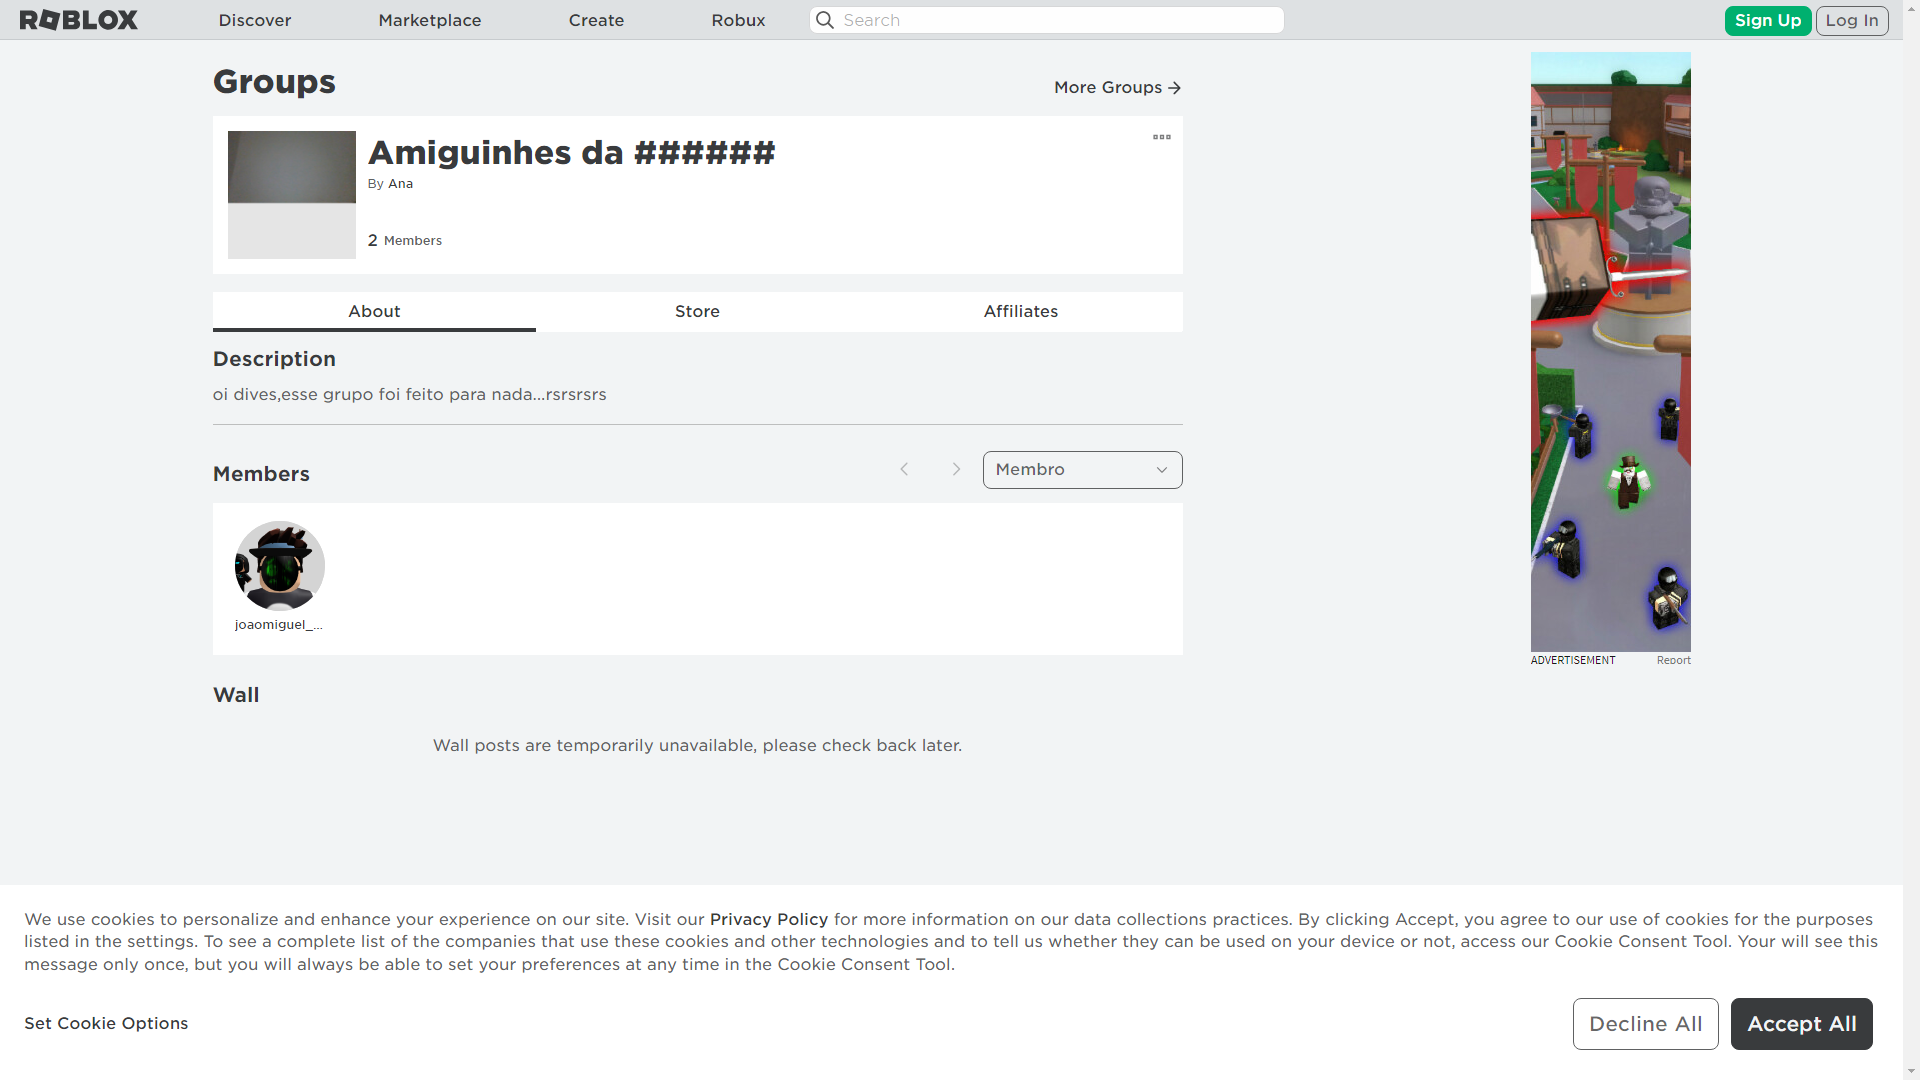 ROBLOX
Discover
Marketplace
Create
Robux
Search
Sign Up
Log In
Groups
More Groups
Amiguinhes da ######
By Ana
2 Members
About
Store
Affiliates
Description
oi dives,esse grupo foi feito para nada...rsrsrsrs
Members
Membro
joaomiguel_...
Wall
Wall posts are temporarily unavailable, please check back later.
ADVERTISEMENT
Report
We use cookies to personalize and enhance your experience on our site. Visit our Privacy Policy for more information on our data collections practices. By clicking Accept, you agree to our use of cookies for the purposes
listed in the settings. To see a complete list of the companies that use these cookies and other technologies and to tell us whether they can be used on your device or not, access our Cookie Consent Tool. Your will see this
message only once, but you will always be able to set your preferences at any time in the Cookie Consent Tool.
Set Cookie Options
Decline All
Accept All